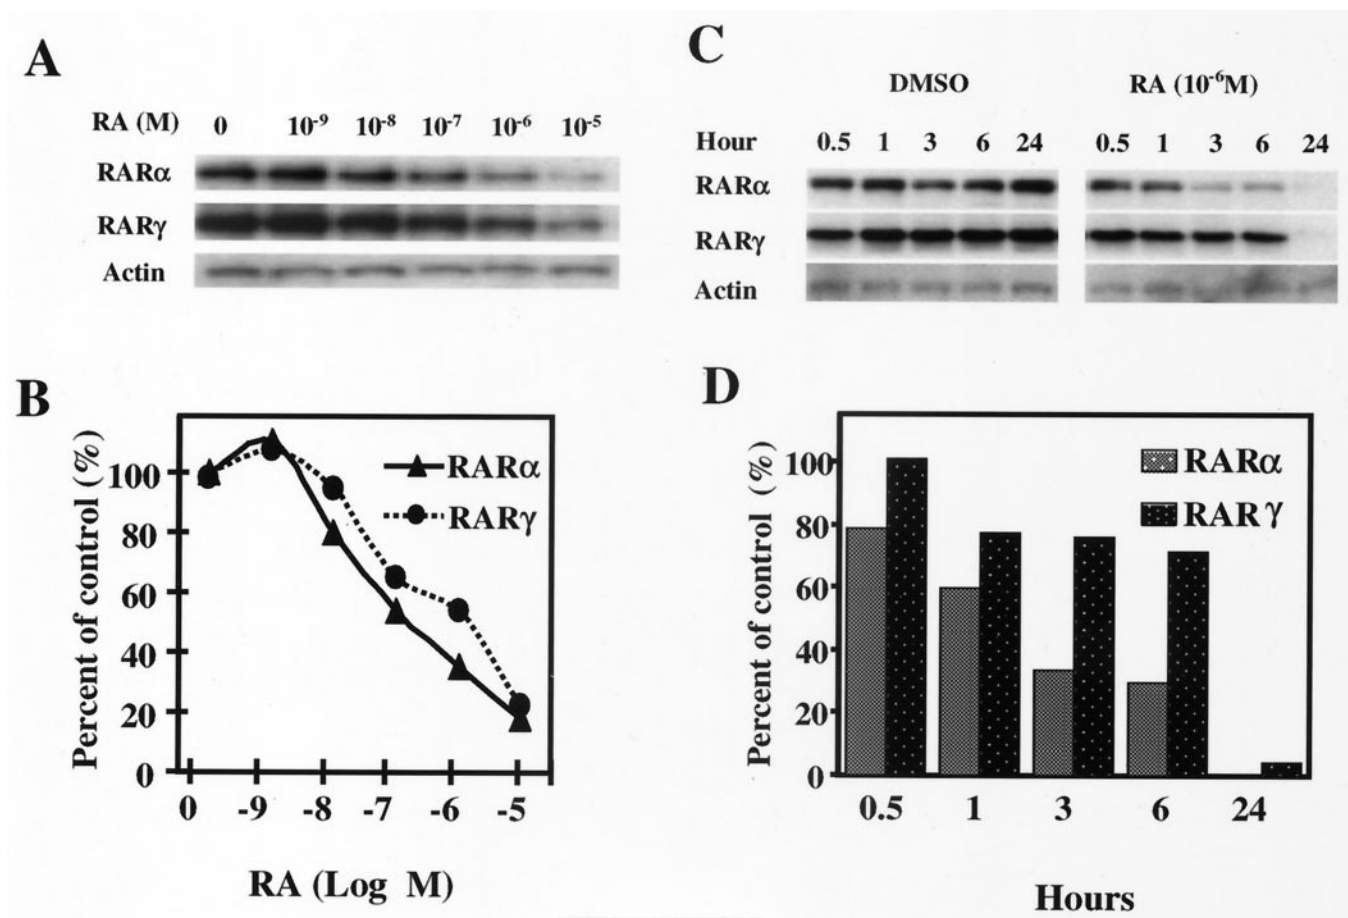 A
RA (M) 0 10⁻⁹ 10⁻⁸ 10⁻⁷ 10⁻⁶ 10⁻⁵
RARα
RARγ
Actin
C
DMSO RA (10⁻⁶M)
Hour 0.5 1 3 6 24 0.5 1 3 6 24
RARα
RARγ
Actin
B
Percent of control (%)
100
80
60
40
20
0
RARα
RARγ
0 -9 -8 -7 -6 -5
RA (Log M)
D
Percent of control (%)
100
80
60
40
20
0
RARα
RARγ
0.5 1 3 6 24
Hours